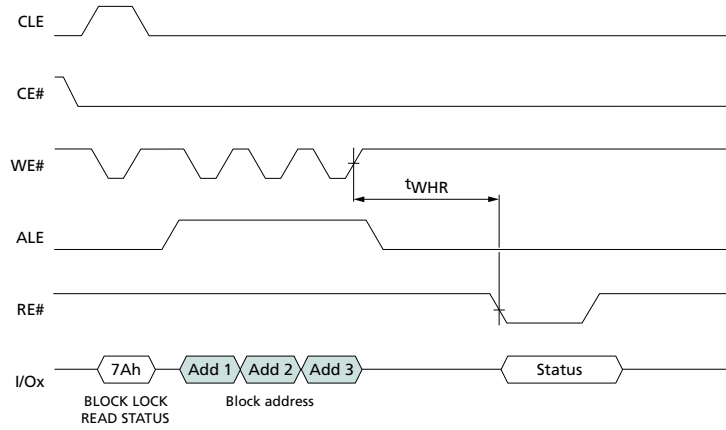 CLE
CE#
WE#
tWHR
ALE
RE#
I/Ox
7Ah
Add 1
Add 2
Add 3
Status
BLOCK LOCK
READ STATUS
Block address